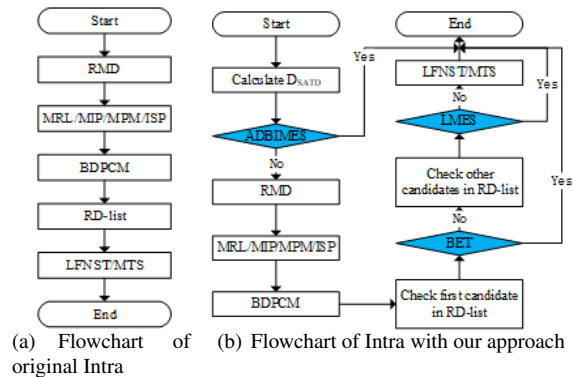 Start
RMD
MRL/MIP/MPM/ISP
BDPCM
RD-list
LFNST/MTS
End
(a) Flowchart of
original Intra
Start
Calculate DSATD
ADBIMES
Yes
No
RMD
MRL/MIP/MPM/ISP
BDPCM
Check first candidate
in RD-list
BET
Yes
No
Check other
candidates in RD-list
LMES
Yes
No
LFNST/MTS
End
(b) Flowchart of Intra with our approach